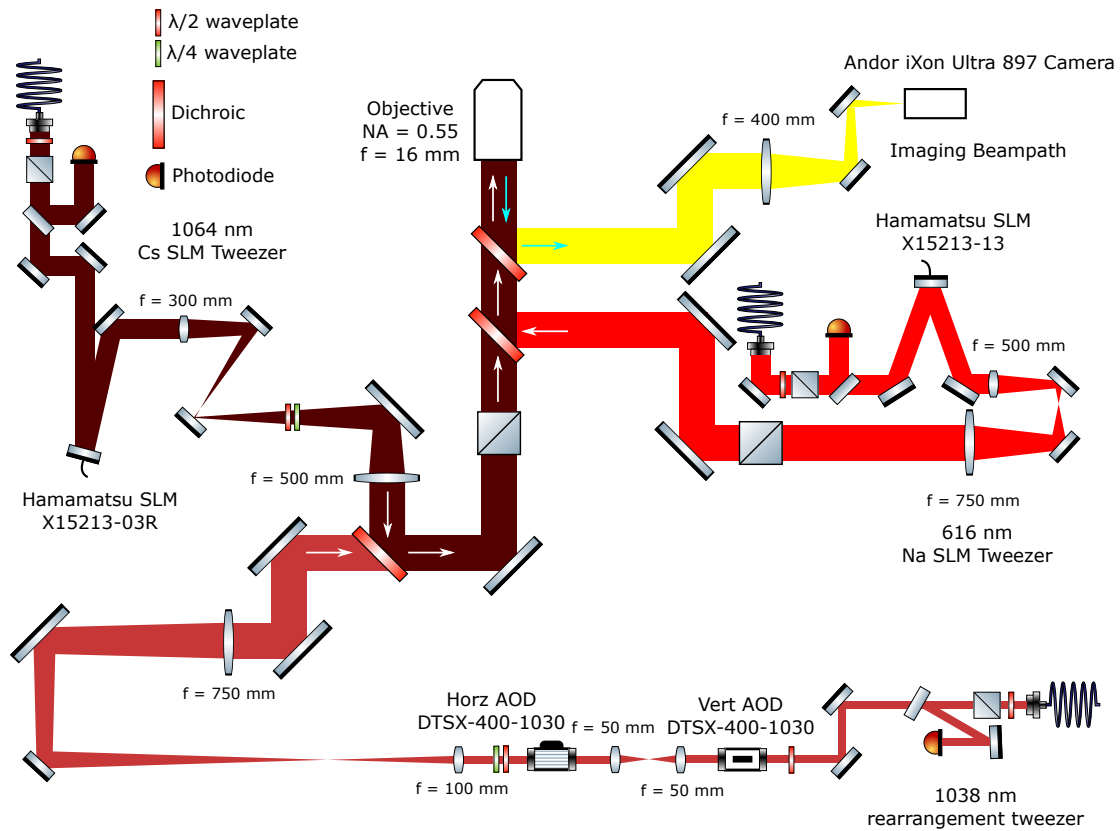 λ/2 waveplate
λ/4 waveplate
Dichroic
Photodiode
1064 nm
Cs SLM Tweezer
f = 300 mm
Objective
NA = 0.55
f = 16 mm
Andor iXon Ultra 897 Camera
f = 400 mm
Imaging Beampath
Hamamatsu SLM
X15213-13
f = 500 mm
f = 500 mm
Hamamatsu SLM
X15213-03R
f = 750 mm
616 nm
Na SLM Tweezer
f = 750 mm
Horz AOD
DTSX-400-1030
f = 50 mm
Vert AOD
DTSX-400-1030
f = 100 mm
f = 50 mm
1038 nm
rearrangement tweezer